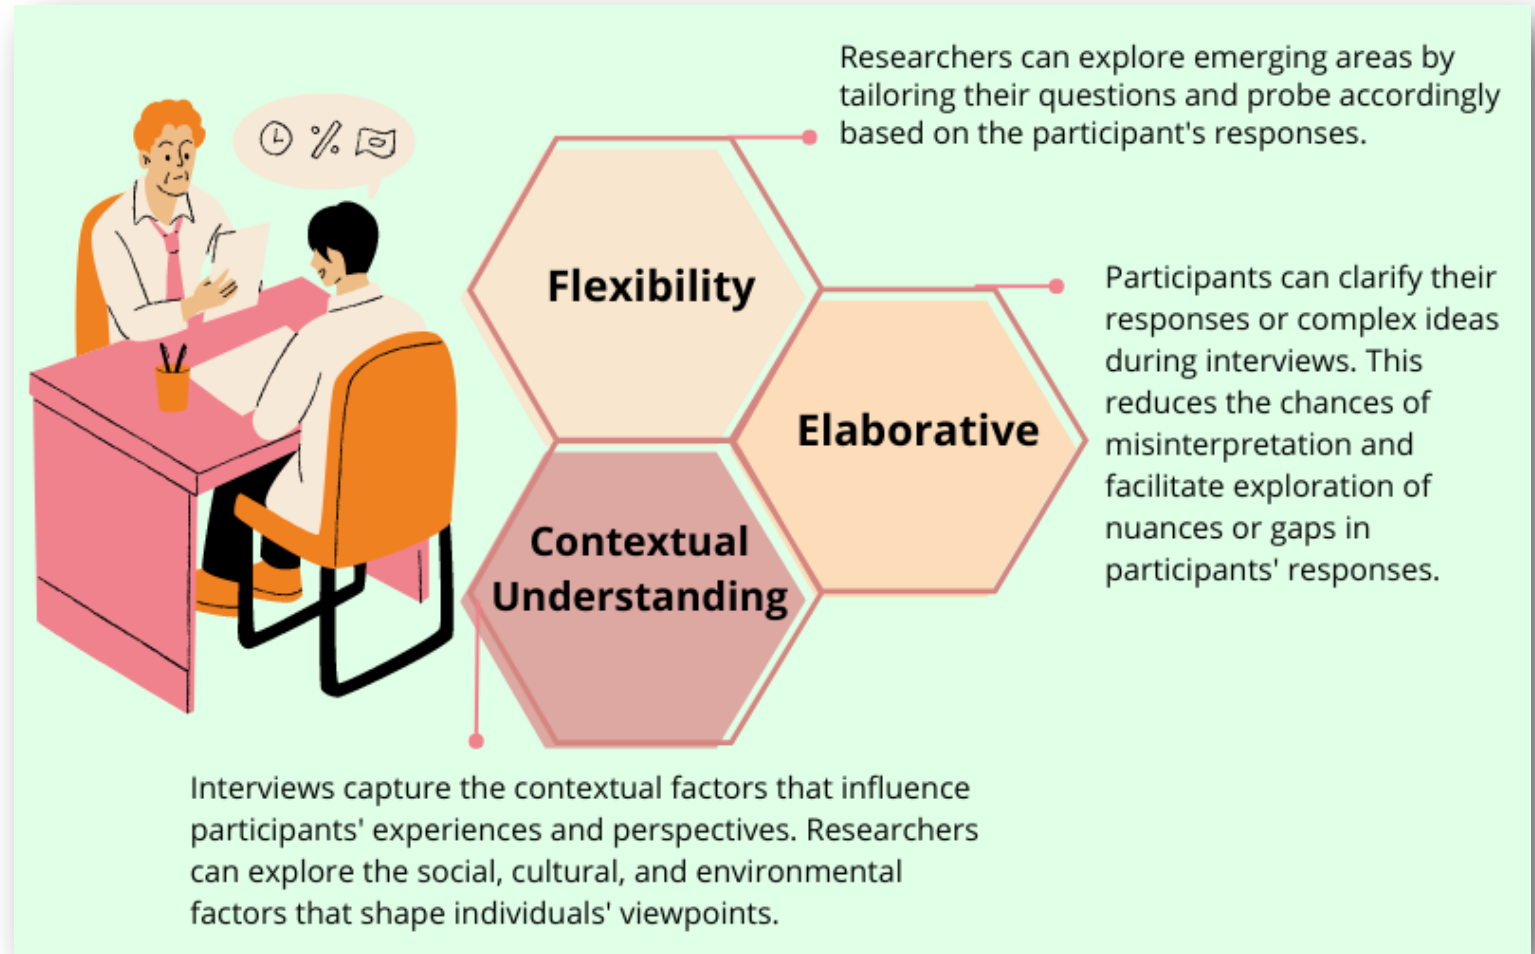 Researchers can explore emerging areas by
tailoring their questions and probe accordingly
based on the participant's responses.
Flexibility
Participants can clarify their
responses or complex ideas
during interviews. This
reduces the chances of
misinterpretation and
facilitate exploration of
nuances or gaps in
participants' responses.
Elaborative
Contextual
Understanding
Interviews capture the contextual factors that influence
participants' experiences and perspectives. Researchers
can explore the social, cultural, and environmental
factors that shape individuals' viewpoints.